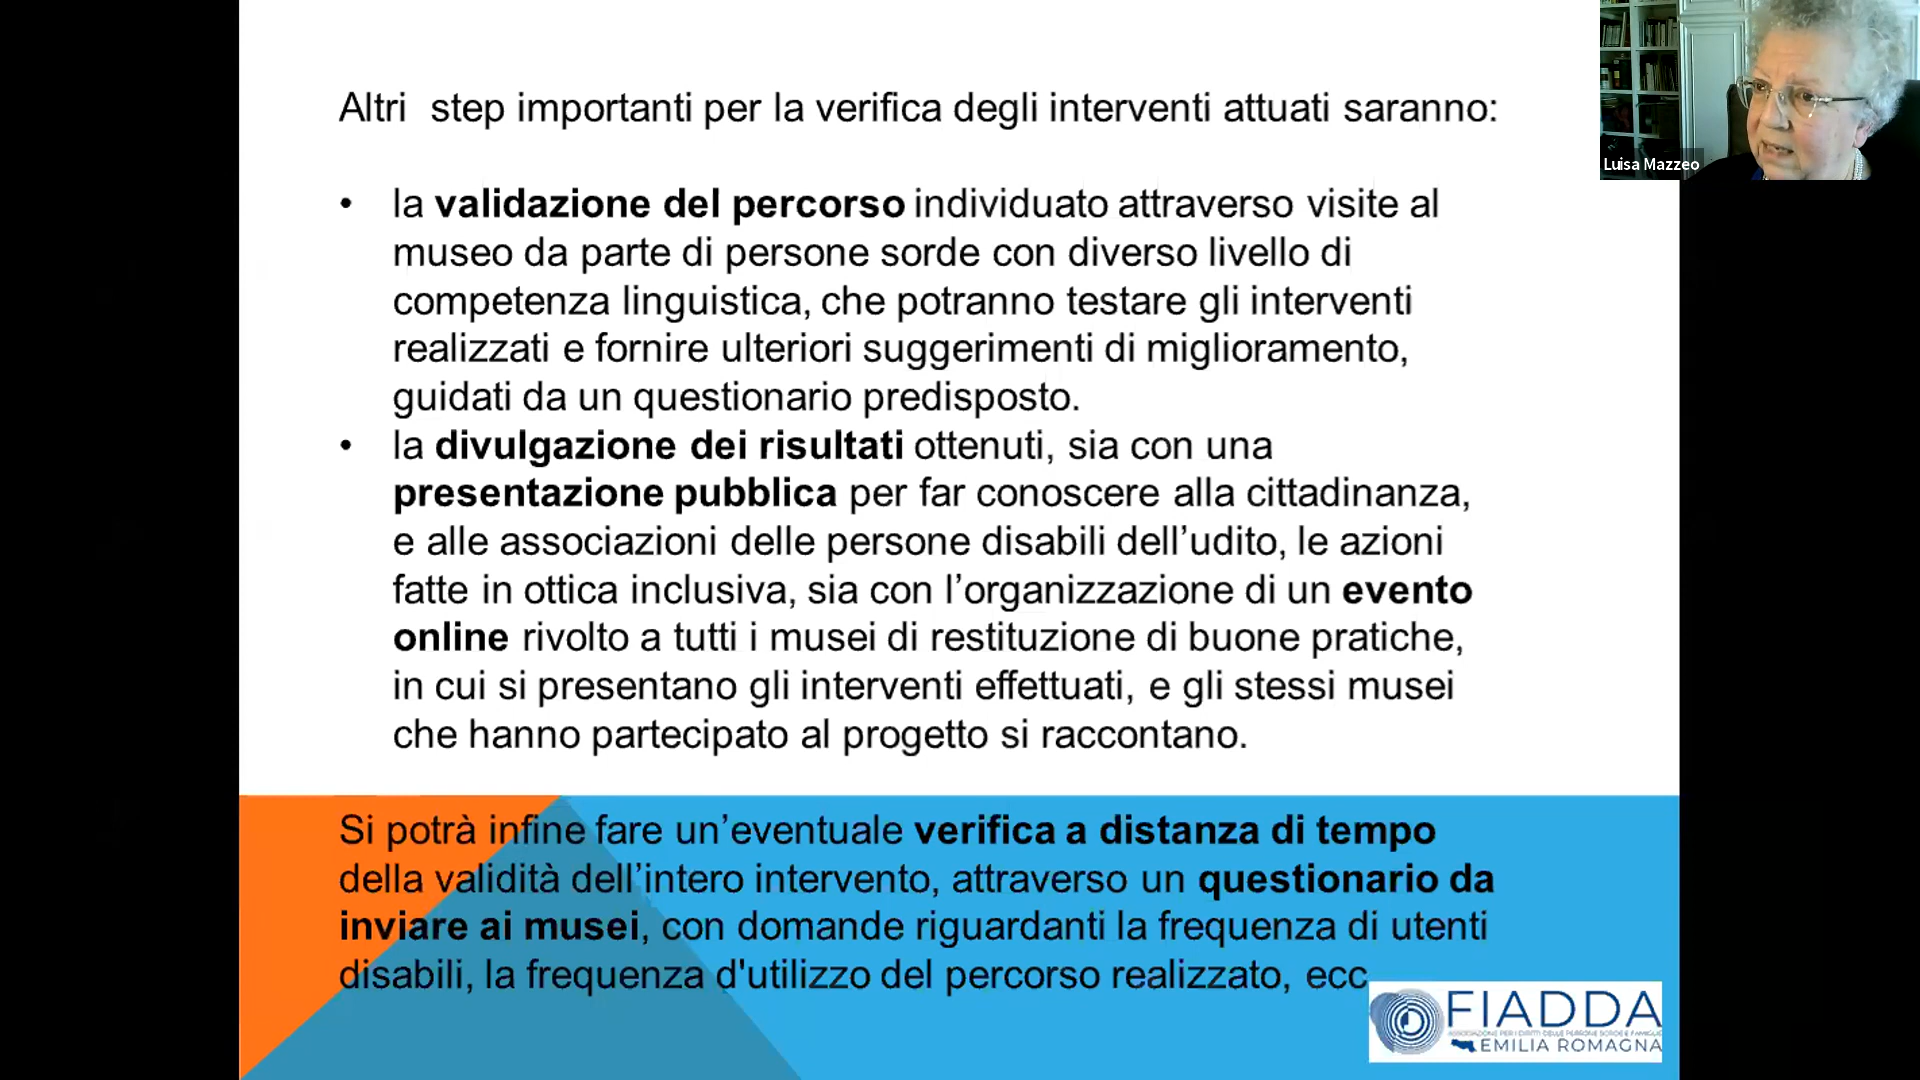 Altri step importanti per la verifica degli interventi attuati saranno:
Luisa Mazzeo
• la validazione del percorso individuato attraverso visite al
museo da parte di persone sorde con diverso livello di
competenza linguistica, che potranno testare gli interventi
realizzati e fornire ulteriori suggerimenti di miglioramento,
guidati da un questionario predisposto.
• la divulgazione dei risultati ottenuti, sia con una
presentazione pubblica per far conoscere alla cittadinanza,
e alle associazioni delle persone disabili dell’udito, le azioni
fatte in ottica inclusiva, sia con l’organizzazione di un evento
online rivolto a tutti i musei di restituzione di buone pratiche,
in cui si presentano gli interventi effettuati, e gli stessi musei
che hanno partecipato al progetto si raccontano.
Si potrà infine fare un’eventuale verifica a distanza di tempo
della validità dell’intero intervento, attraverso un questionario da
inviare ai musei, con domande riguardanti la frequenza di utenti
disabili, la frequenza d'utilizzo del percorso realizzato, ecc
FIADDA
ASSOCIAZIONE PER I DIRITTI DELLE PERSONE SORDE E FAMIGLIE
EMILIA ROMAGNA